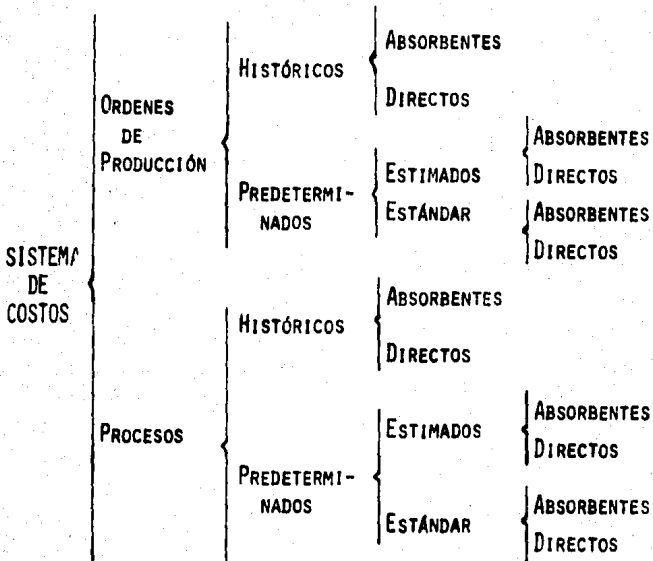 ABSORBENTES
HISTÓRICOS
DIRECTOS
ORDENES
DE
PRODUCCIÓN
ABSORBENTES
ESTIMADOS
DIRECTOS
PREDETERMI-
NADOS
ESTÁNDAR
ABSORBENTES
DIRECTOS
SISTEMA
DE
COSTOS
ABSORBENTES
HISTÓRICOS
DIRECTOS
PROCESOS
ABSORBENTES
ESTIMADOS
DIRECTOS
PREDETERMI-
NADOS
ABSORBENTES
ESTÁNDAR
DIRECTOS